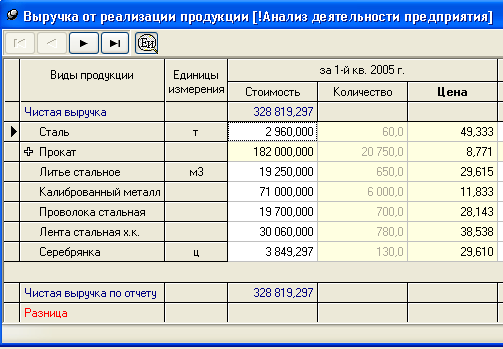 Выручка от реализации продукции [!Анализ деятельности предприятия]
Еи
Виды продукции Единицы измерения за 1-й кв. 2005 г.
Стоимость Количество Цена
Чистая выручка 328 819,297
Сталь т 2 960,000 60,0 49,333
Прокат 182 000,000 20 750,0 8,771
Литье стальное м3 19 250,000 650,0 29,615
Калиброванный металл 71 000,000 6 000,0 11,833
Проволока стальная 19 700,000 700,0 28,143
Лента стальная х.к. 30 060,000 780,0 38,538
Серебрянка ц 3 849,297 130,0 29,610
Чистая выручка по отчету 328 819,297
Разница